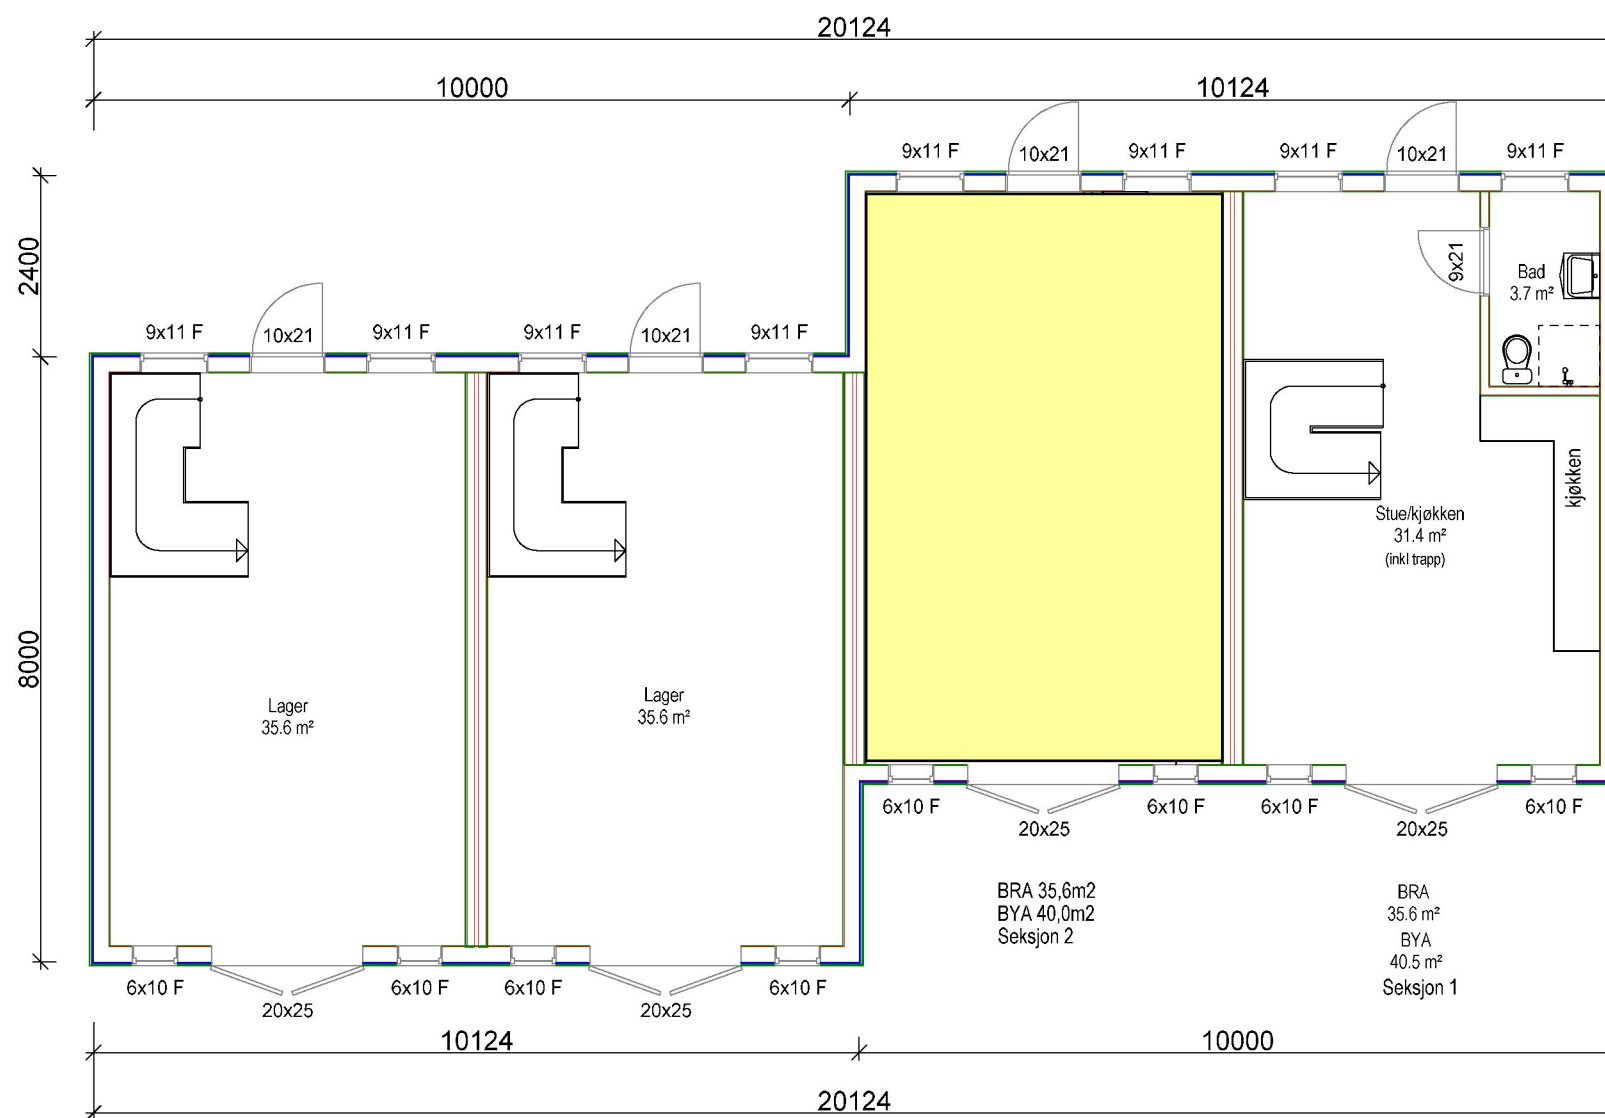 20124
10000
10124
9x11 F
10x21
9x11 F
9x11 F
10x21
9x11 F
2400
9x21
Bad
3.7 m²
9x11 F
10x21
9x11 F
9x11 F
10x21
9x11 F
kjøkken
Stue/kjøkken
31.4 m²
(inkl trapp)
8000
Lager
35.6 m²
Lager
35.6 m²
6x10 F
20x25
6x10 F
6x10 F
20x25
6x10 F
BRA 35,6m2
BYA 40,0m2
Seksjon 2
BRA
35.6 m²
BYA
40.5 m²
Seksjon 1
6x10 F
20x25
6x10 F
6x10 F
20x25
6x10 F
10124
10000
20124